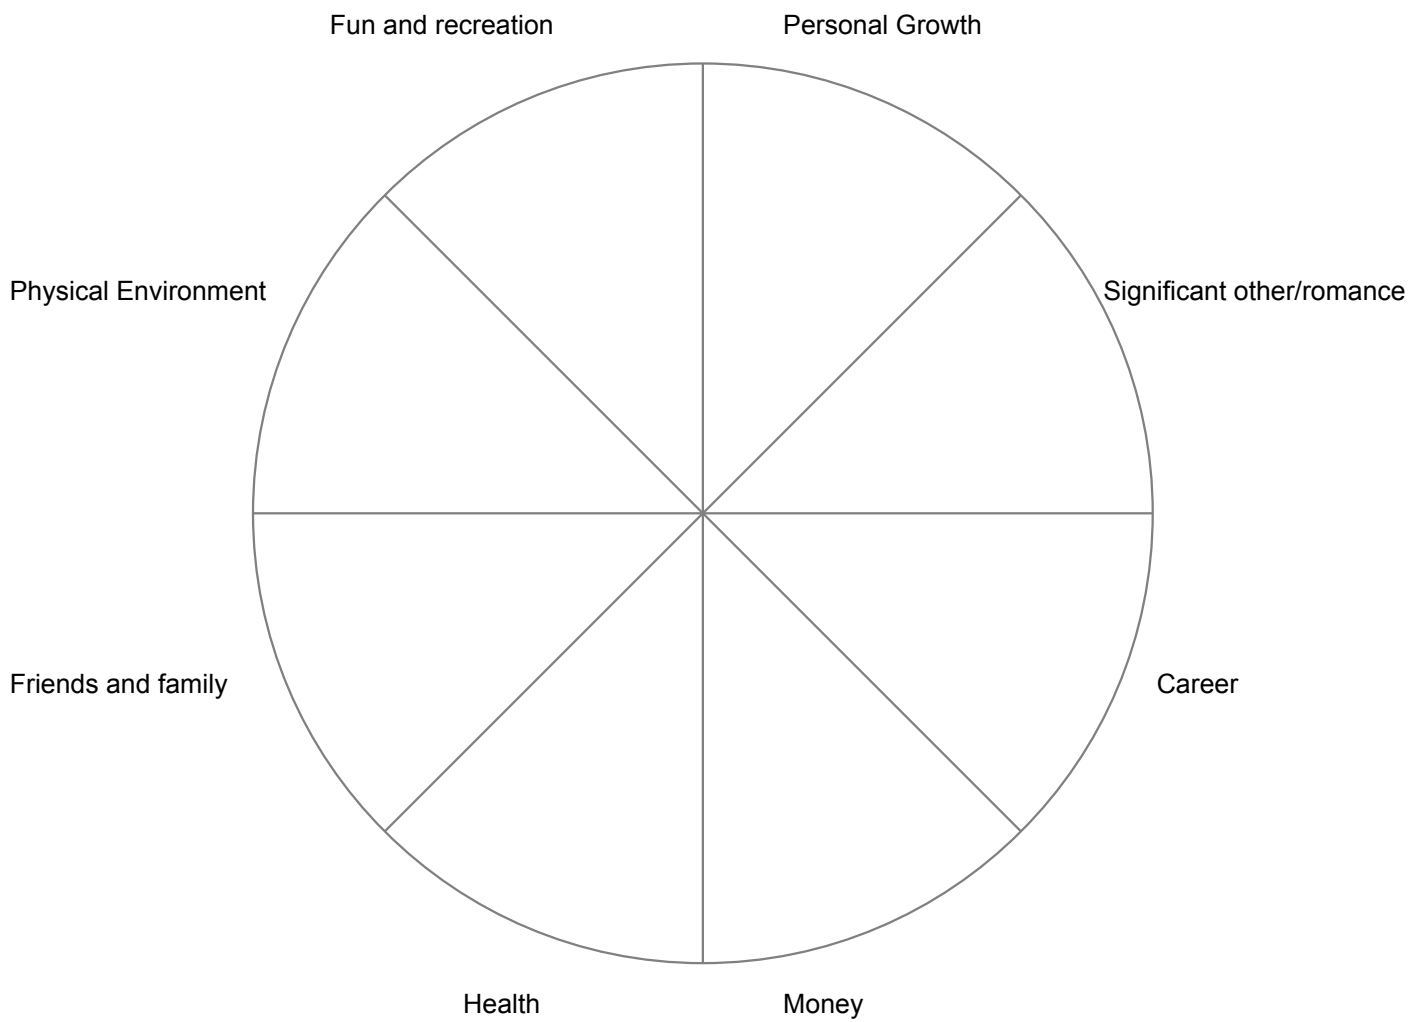 Fun and recreation
Personal Growth
Physical Environment
Significant other/romance
Friends and family
Career
Health
Money